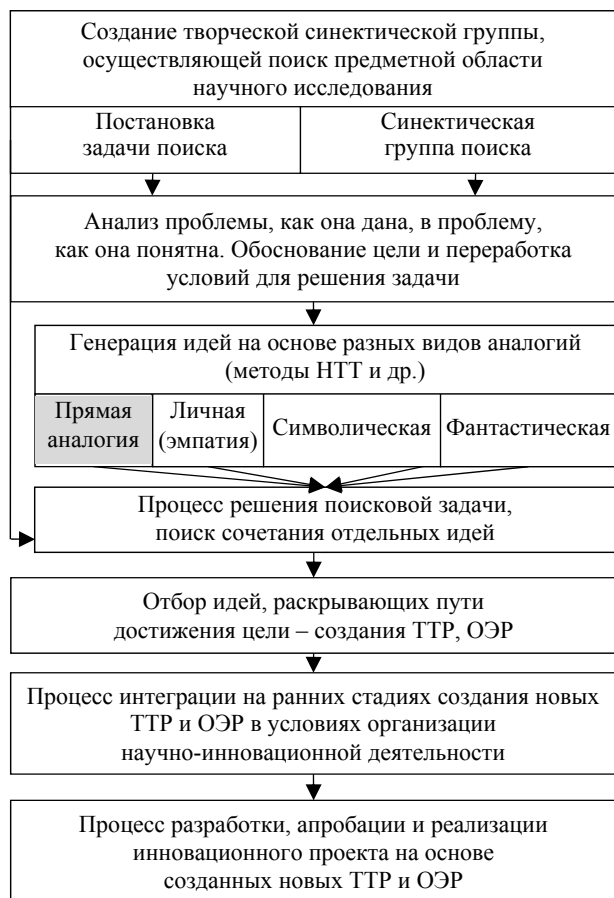 Создание творческой синектической группы,
осуществляющей поиск предметной области
научного исследования
Постановка
задачи поиска
Синектическая
группа поиска
Анализ проблемы, как она дана, в проблему,
как она понятна. Обоснование цели и переработка
условий для решения задачи
Генерация идей на основе разных видов аналогий
(методы НТТ и др.)
Прямая
аналогия
Личная
(эмпатия)
Символическая
Фантастическая
Процесс решения поисковой задачи,
поиск сочетания отдельных идей
Отбор идей, раскрывающих пути
достижения цели – создания ТТР, ОЭР
Процесс интеграции на ранних стадиях создания новых
ТТР и ОЭР в условиях организации
научно-инновационной деятельности
Процесс разработки, апробации и реализации
инновационного проекта на основе
созданных новых ТТР и ОЭР